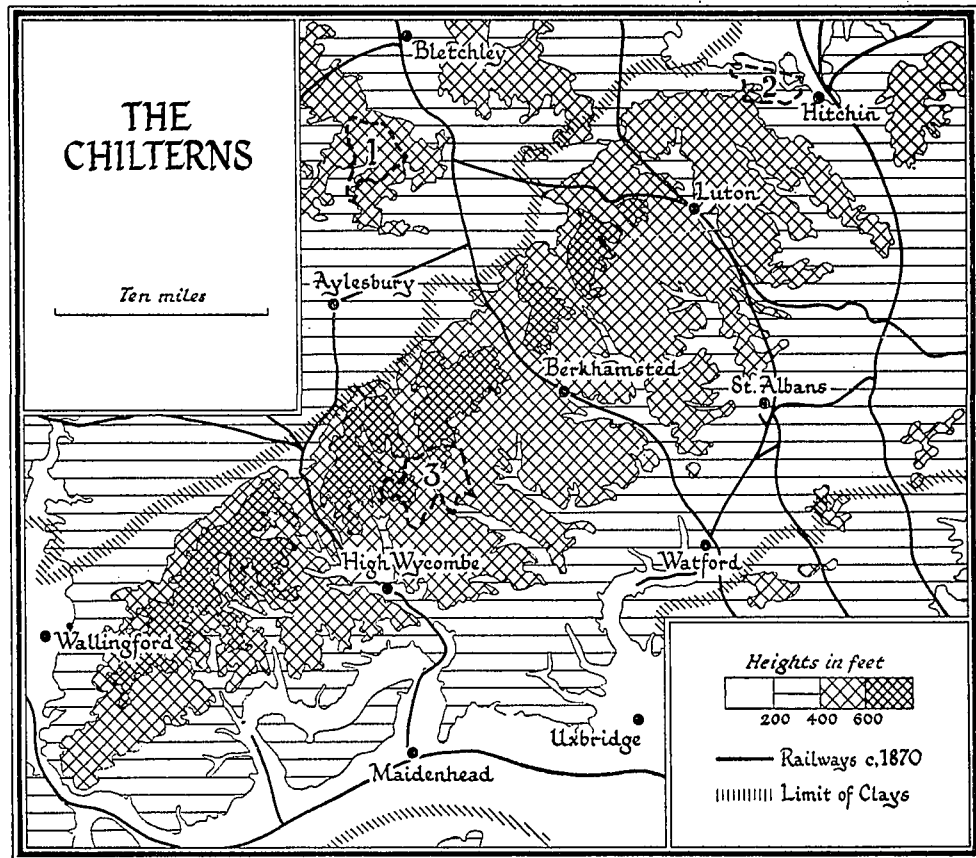 THE
CHILTERNS
Ten miles
Bletchley
1
2
Hitchin
Luton
Aylesbury
Berkhamsted
St. Albans
3
High Wycombe
Watford
Wallingford
Uxbridge
Maidenhead
Heights in feet
200 400 600
Railways c,1870
Limit of Clays